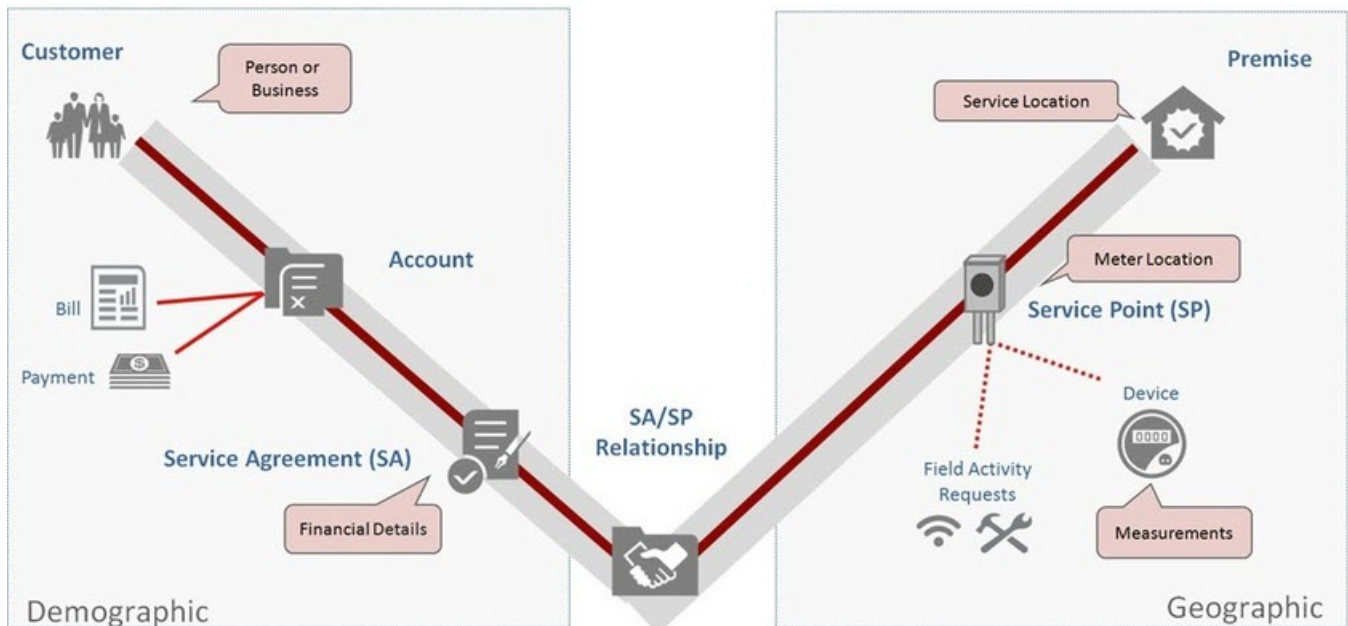 Customer
Person or
Business
Account
Bill
Payment
Service Agreement (SA)
Financial Details
Demographic
SA/SP
Relationship
Premise
Service Location
Meter Location
Service Point (SP)
Device
0000
Field Activity
Requests
Measurements
Geographic